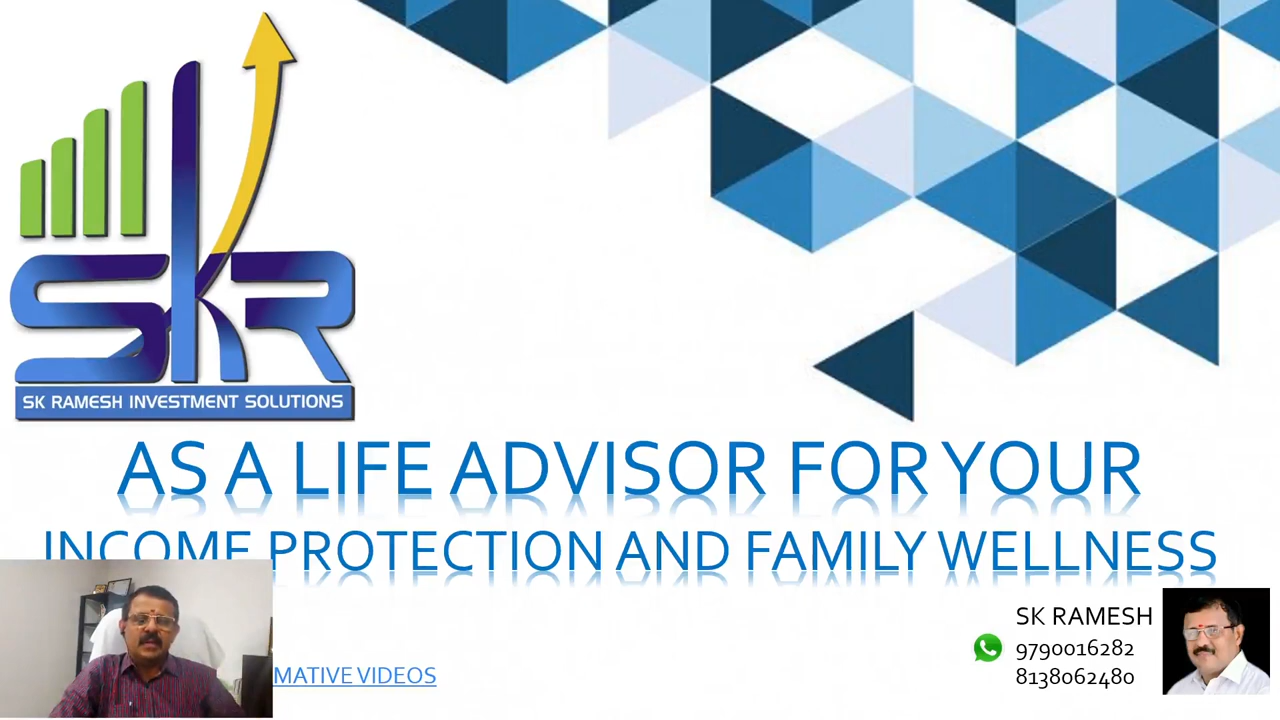 SKR
SK RAMESH INVESTMENT SOLUTIONS
AS A LIFE ADVISOR FOR YOUR
INCOME PROTECTION AND FAMILY WELLNESS
SK RAMESH
9790016282
8138062480
MATIVE VIDEOS